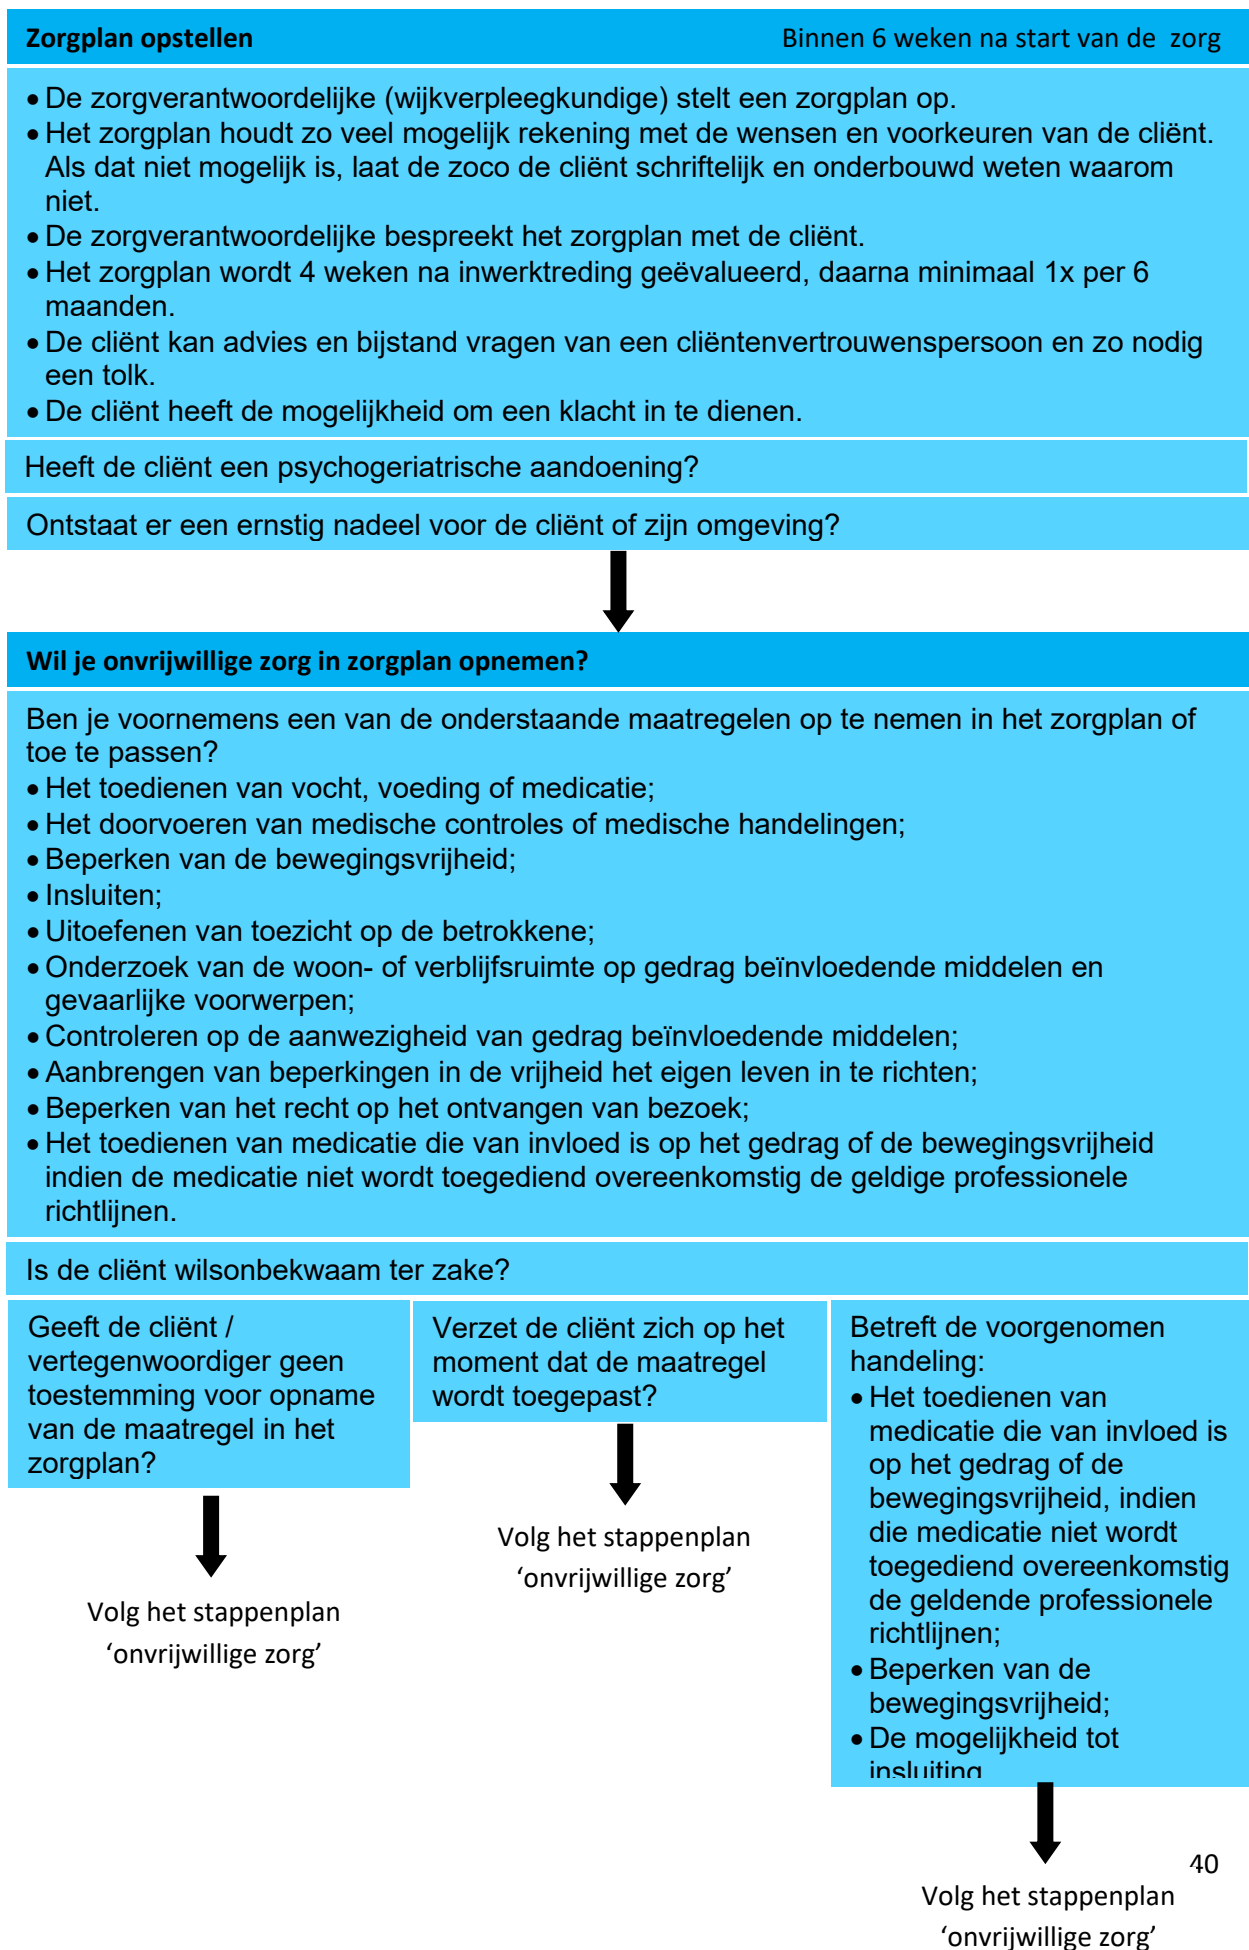 Zorgplan opstellen Binnen 6 weken na start van de zorg
• De zorgverantwoordelijke (wijkverpleegkundige) stelt een zorgplan op.
• Het zorgplan houdt zo veel mogelijk rekening met de wensen en voorkeuren van de cliënt.
Als dat niet mogelijk is, laat de zoco de cliënt schriftelijk en onderbouwd weten waarom
niet.
• De zorgverantwoordelijke bespreekt het zorgplan met de cliënt.
• Het zorgplan wordt 4 weken na inwerktreding geëvalueerd, daarna minimaal 1x per 6
maanden.
• De cliënt kan advies en bijstand vragen van een cliëntenvertrouwenspersoon en zo nodig
een tolk.
• De cliënt heeft de mogelijkheid om een klacht in te dienen.
Heeft de cliënt een psychogeriatrische aandoening?
Ontstaat er een ernstig nadeel voor de cliënt of zijn omgeving?
Wil je onvrijwillige zorg in zorgplan opnemen?
Ben je voornemens een van de onderstaande maatregelen op te nemen in het zorgplan of
toe te passen?
• Het toedienen van vocht, voeding of medicatie;
• Het doorvoeren van medische controles of medische handelingen;
• Beperken van de bewegingsvrijheid;
• Insluiten;
• Uitoefenen van toezicht op de betrokkene;
• Onderzoek van de woon- of verblijfsruimte op gedrag beïnvloedende middelen en
gevaarlijke voorwerpen;
• Controleren op de aanwezigheid van gedrag beïnvloedende middelen;
• Aanbrengen van beperkingen in de vrijheid het eigen leven in te richten;
• Beperken van het recht op het ontvangen van bezoek;
• Het toedienen van medicatie die van invloed is op het gedrag of de bewegingsvrijheid
indien de medicatie niet wordt toegediend overeenkomstig de geldige professionele
richtlijnen.
Is de cliënt wilsonbekwaam ter zake?
Geeft de cliënt /
vertegenwoordiger geen
toestemming voor opname
van de maatregel in het
zorgplan?
Volg het stappenplan
‘onvrijwillige zorg’
Verzet de cliënt zich op het
moment dat de maatregel
wordt toegepast?
Volg het stappenplan
‘onvrijwillige zorg’
Betreft de voorgenomen
handeling:
• Het toedienen van
medicatie die van invloed is
op het gedrag of de
bewegingsvrijheid, indien
die medicatie niet wordt
toegediend overeenkomstig
de geldende professionele
richtlijnen;
• Beperken van de
bewegingsvrijheid;
• De mogelijkheid tot
insluiting
40
Volg het stappenplan
‘onvrijwillige zorg’